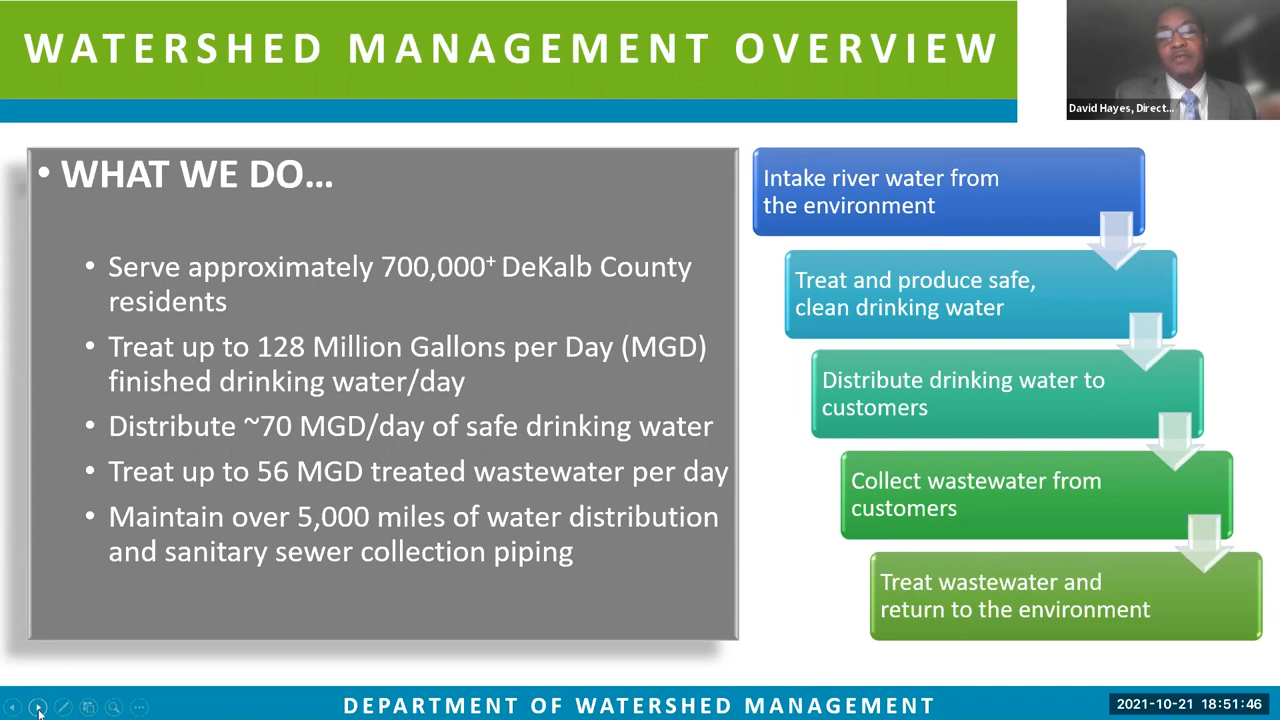 WATERSHED MANAGEMENT OVERVIEW
David Hayes, Direct...
• WHAT WE DO...
• Serve approximately 700,000+ DeKalb County
residents
• Treat up to 128 Million Gallons per Day (MGD)
finished drinking water/day
• Distribute ~70 MGD/day of safe drinking water
• Treat up to 56 MGD treated wastewater per day
• Maintain over 5,000 miles of water distribution
and sanitary sewer collection piping
Intake river water from
the environment
Treat and produce safe,
clean drinking water
Distribute drinking water to
customers
Collect wastewater from
customers
Treat wastewater and
return to the environment
DEPARTMENT OF WATERSHED MANAGEMENT
2021-10-21 18:51:46